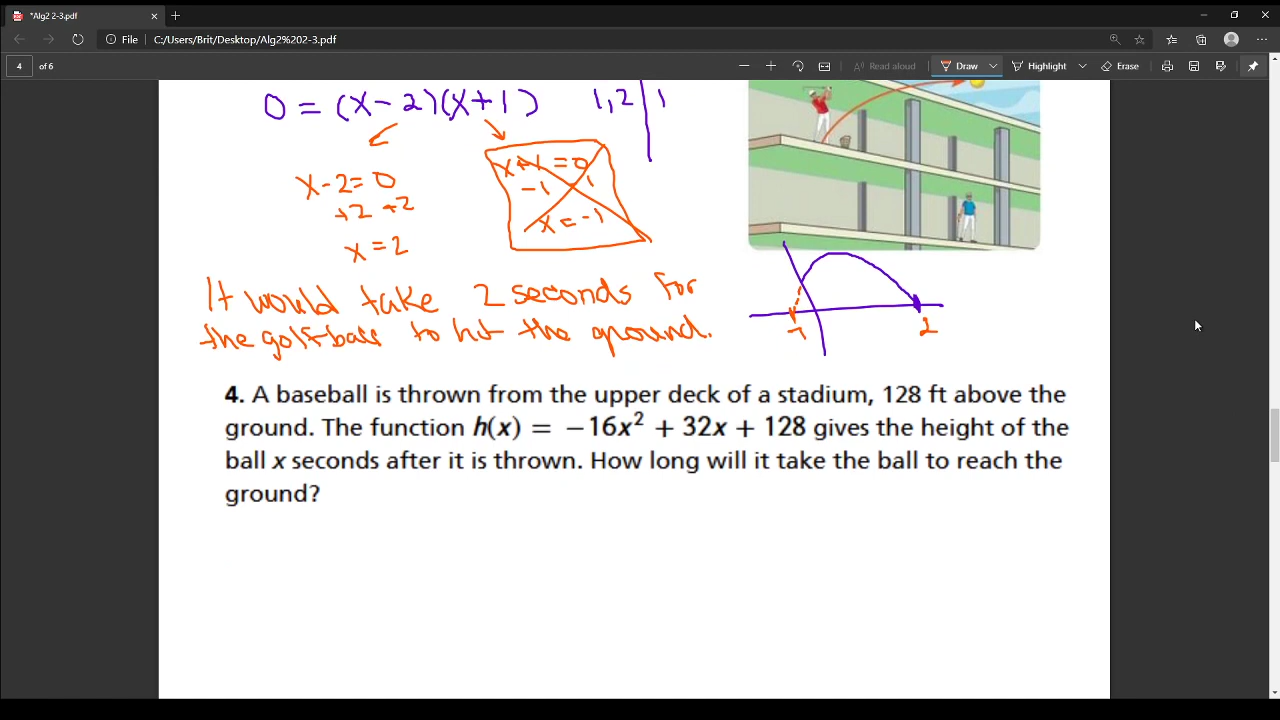 *Alg2 2-3.pdf
File C:/Users/Brit/Desktop/Alg2%202-3.pdf
4 of 6 Read aloud Draw Highlight Erase
0 = (x-2)(x+1) 1,2 | 1
x-2=0 x+1=0
+2 +2 -1 -1
x=2 x=-1
It would take 2 seconds for
the golf ball to hit the ground.
-1 2
4. A baseball is thrown from the upper deck of a stadium, 128 ft above the
ground. The function h(x) = −16x² + 32x + 128 gives the height of the
ball x seconds after it is thrown. How long will it take the ball to reach the
ground?